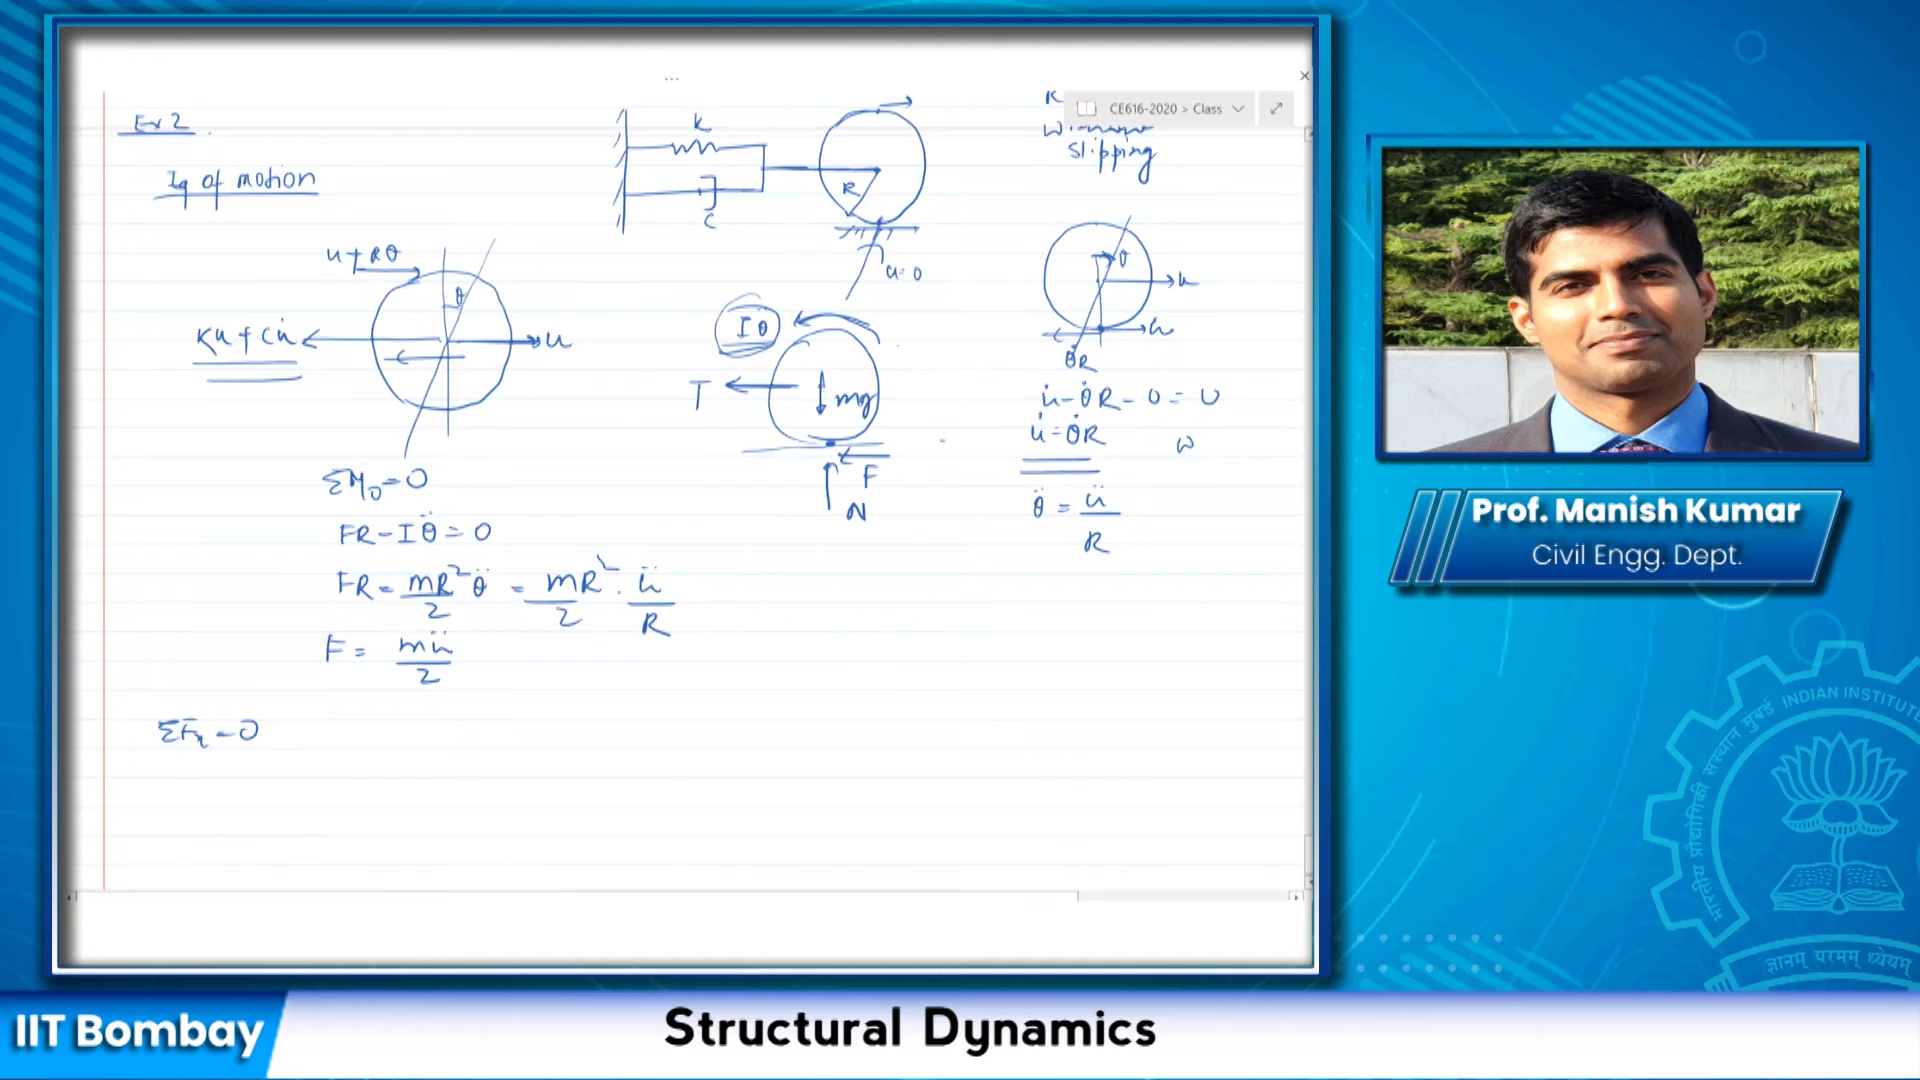 Ex 2
Eq of motion
K
C
R
u=0
CE616-2020 > Class
slipping
u+Rθ
θ
Ku + Cu̇
u
Iθ̈
T
mg
F
N
θ
u
u̇
θ̇R
u̇-θ̇R-0=0
u̇=θ̇R
θ̈ = ü/R
ΣM₀=0
FR-Iθ̈=0
FR=mR²/2 θ̈ = mR²/2 . ü/R
F= mü/2
ΣFx=0
Prof. Manish Kumar
Civil Engg. Dept.
INDIAN INSTITUTE
भारतीय प्रौद्योगिकी संस्थान मुंबई
ज्ञानम् परमम् ध्येयम्
IIT Bombay
Structural Dynamics